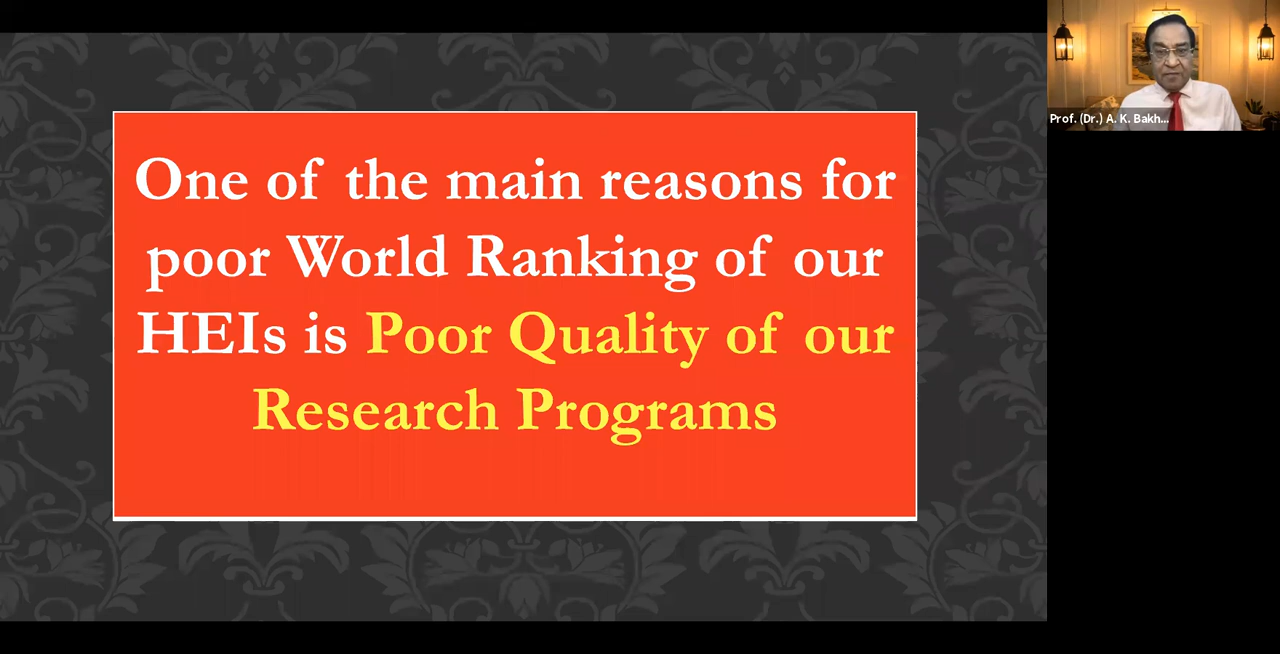 One of the main reasons for
poor World Ranking of our
HEIs is Poor Quality of our
Research Programs
Prof. (Dr.) A. K. Bakh...